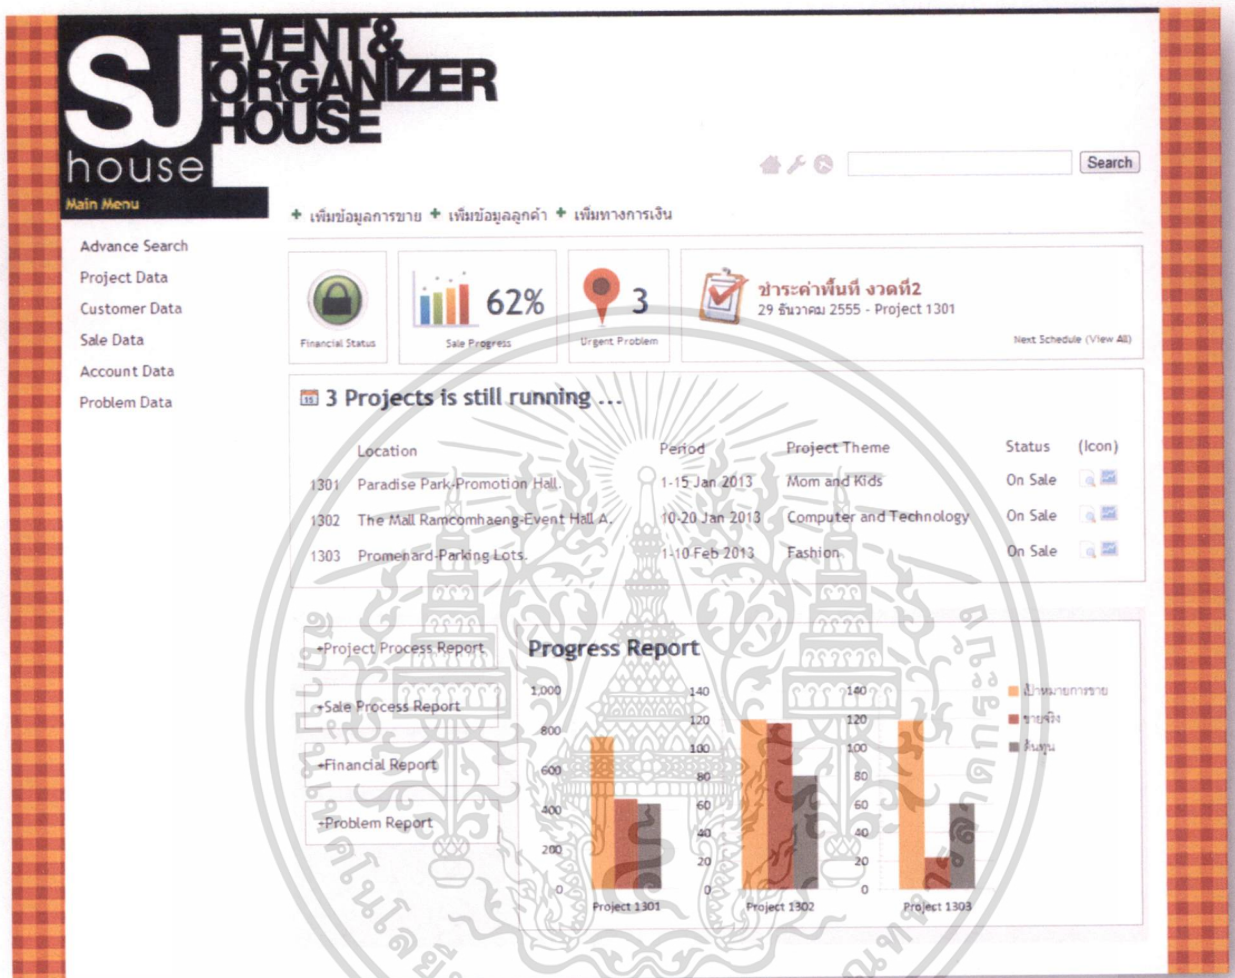 SJ
house
EVENT&
ORGANIZER
HOUSE
Search
Main Menu
เพิ่มข้อมูลการขาย เพิ่มข้อมูลลูกค้า เพิ่มทางการเงิน
Advance Search
Project Data
Customer Data
Sale Data
Account Data
Problem Data
Financial Status
62%
Sale Progress
3
Urgent Problem
ชำระค่าพื้นที่ งวดที่2
29 ธันวาคม 2555 - Project 1301
Next Schedule (View All)
15 3 Projects is still running ...
Location Period Project Theme Status (Icon)
1301 Paradise Park-Promotion Hall. 1-15 Jan 2013 Mom and Kids On Sale
1302 The Mall Ramcomhaeng-Event Hall A. 10-20 Jan 2013 Computer and Technology On Sale
1303 Promenard-Parking Lots. 1-10 Feb 2013 Fashion On Sale
+Project Process Report
+Sale Process Report
+Financial Report
+Problem Report
Progress Report
1,000
800
600
400
200
0
Project 1301
140
120
100
80
60
40
20
0
Project 1302
140
120
100
80
60
40
20
0
Project 1303
เป้าหมายการขาย
ขายจริง
ต้นทุน